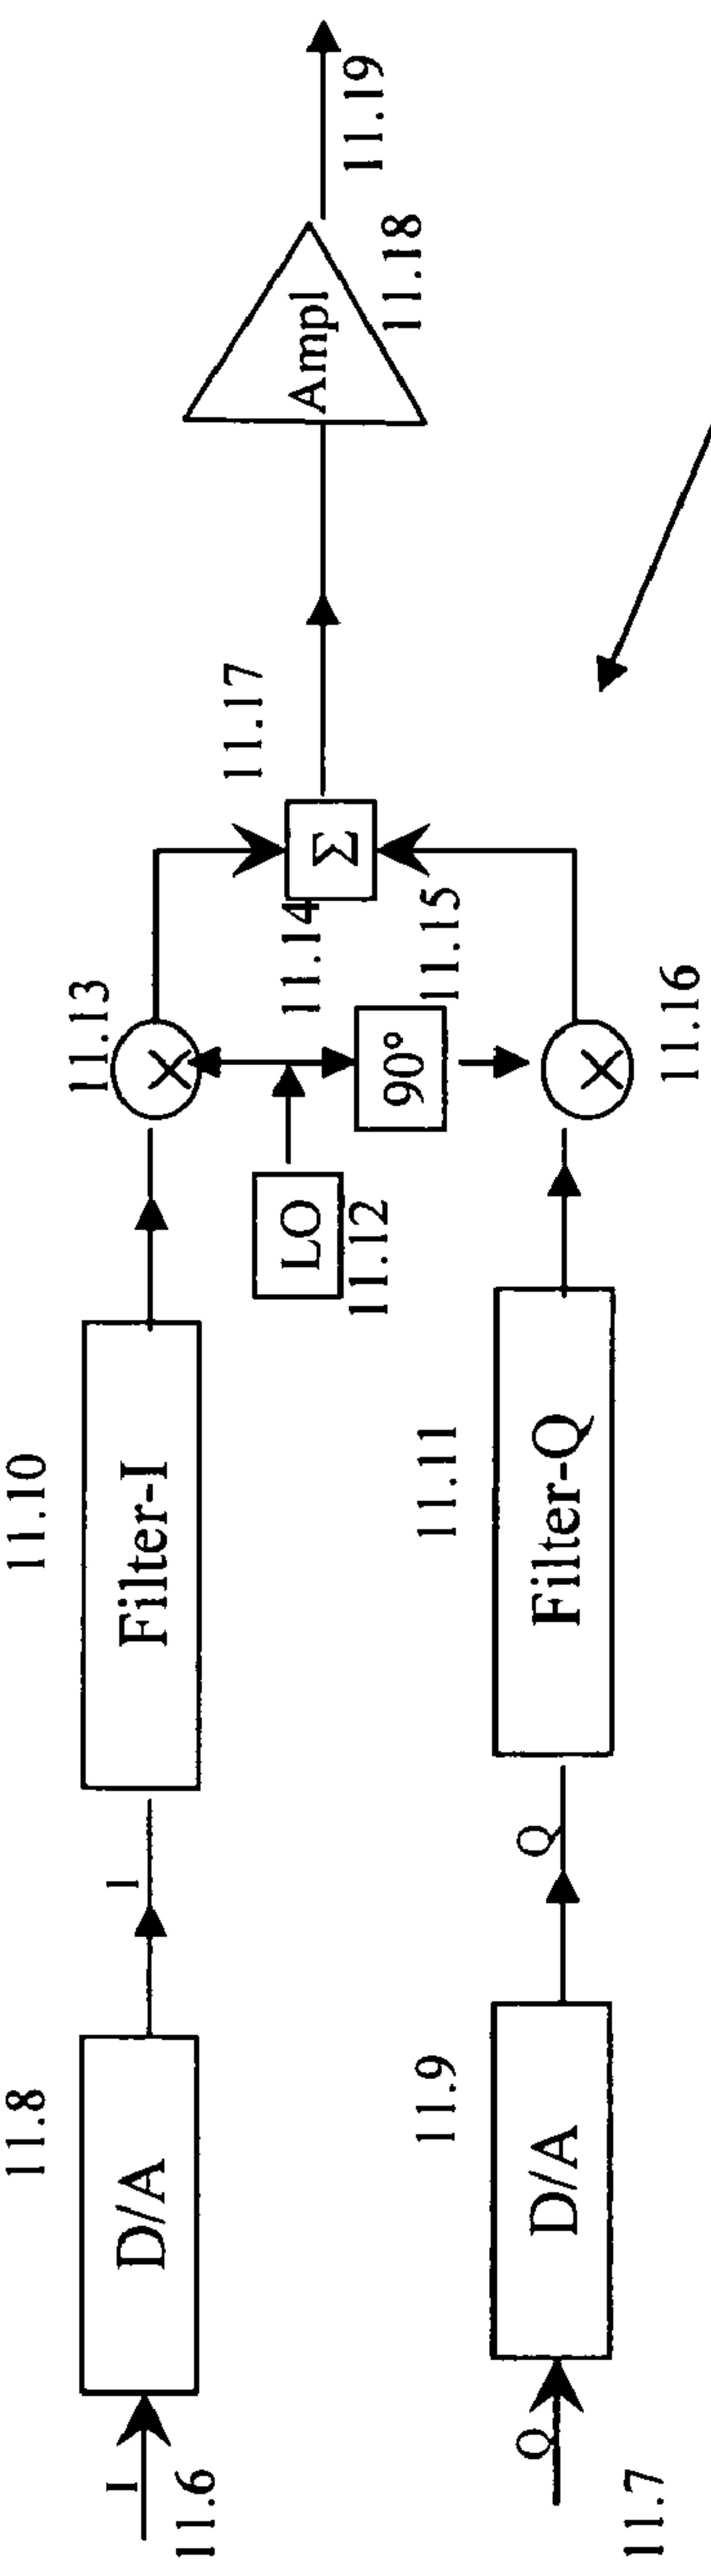 11.8
11.10
11.13
11.17
I
D/A
I
Filter-I
X
11.6
LO
11.14
Σ
Ampl
11.19
11.12
90°
11.15
11.18
11.9
11.11
Q
D/A
Q
Filter-Q
X
11.7
11.16